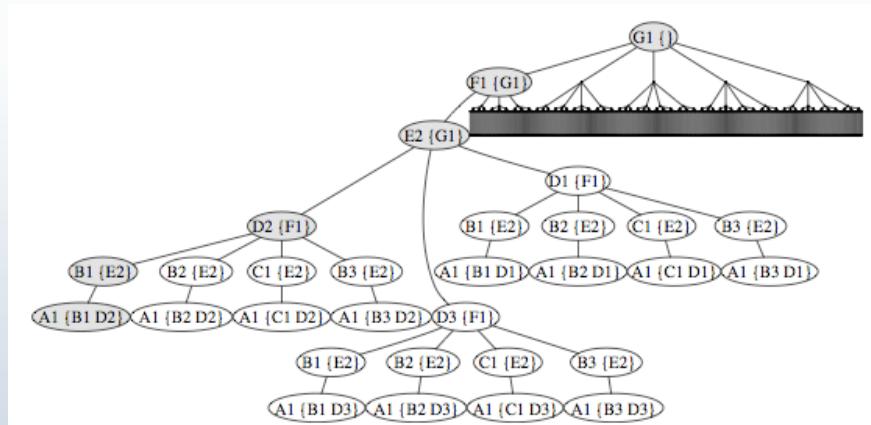 G1 {}
F1 {G1}
E2 {G1}
D1 {F1}
D2 {F1}
B1 {E2} B2 {E2} C1 {E2} B3 {E2}
B1 {E2} B2 {E2} C1 {E2} B3 {E2}
A1 {B1 D1} A1 {B2 D1} A1 {C1 D1} A1 {B3 D1}
A1 {B1 D2} A1 {B2 D2} A1 {C1 D2} A1 {B3 D2} D3 {F1}
B1 {E2} B2 {E2} C1 {E2} B3 {E2}
A1 {B1 D3} A1 {B2 D3} A1 {C1 D3} A1 {B3 D3}